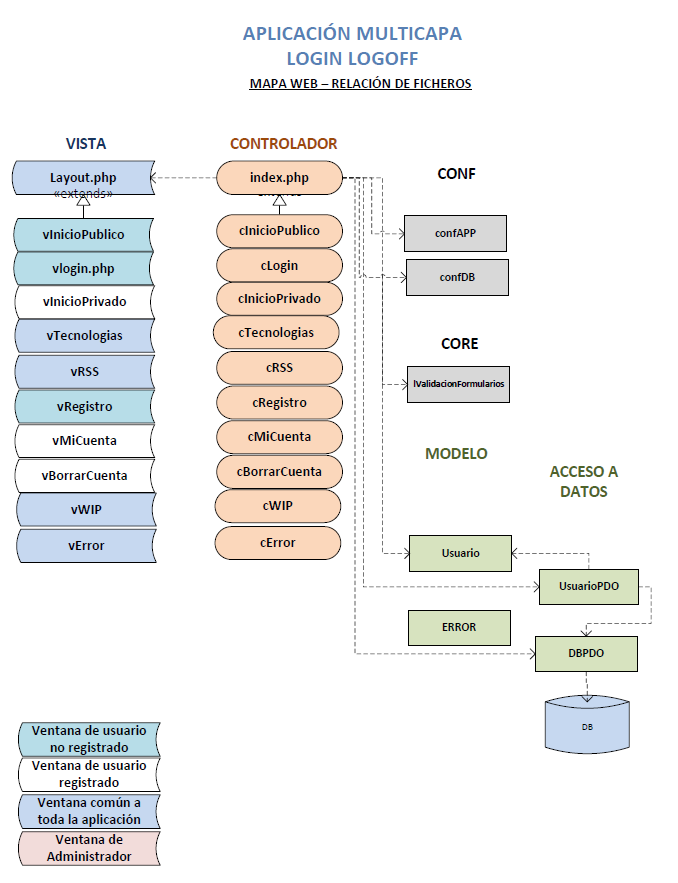 APLICACIÓN MULTICAPA
LOGIN LOGOFF
MAPA WEB – RELACIÓN DE FICHEROS
VISTA
Layout.php
«extends»
vInicioPublico
vlogin.php
vInicioPrivado
vTecnologias
vRSS
vRegistro
vMiCuenta
vBorrarCuenta
vWIP
vError
CONTROLADOR
index.php
cInicioPublico
cLogin
cInicioPrivado
cTecnologias
cRSS
cRegistro
cMiCuenta
cBorrarCuenta
cWIP
cError
CONF
confAPP
confDB
CORE
lValidacionFormularios
MODELO
ACCESO A
DATOS
Usuario
UsuarioPDO
ERROR
DBPDO
DB
Ventana de usuario
no registrado
Ventana de usuario
registrado
Ventana común a
toda la aplicación
Ventana de
Administrador